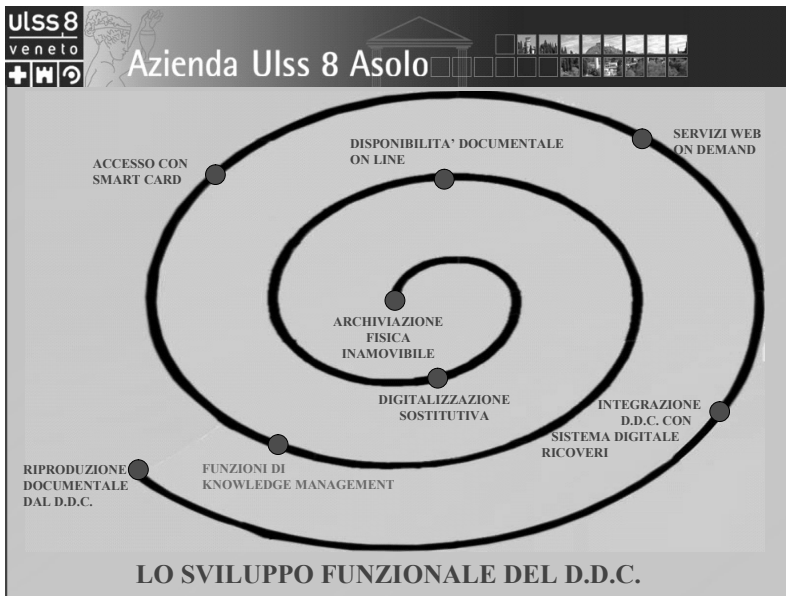 ulss.8
veneto
Azienda Ulss 8 Asolo
SERVIZI WEB
ON DEMAND
DISPONIBILITA’ DOCUMENTALE
ON LINE
ACCESSO CON
SMART CARD
ARCHIVIAZIONE
FISICA
INAMOVIBILE
DIGITALIZZAZIONE
SOSTITUTIVA
INTEGRAZIONE
D.D.C. CON
SISTEMA DIGITALE
RICOVERI
RIPRODUZIONE
DOCUMENTALE
DAL D.D.C.
FUNZIONI DI
KNOWLEDGE MANAGEMENT
LO SVILUPPO FUNZIONALE DEL D.D.C.